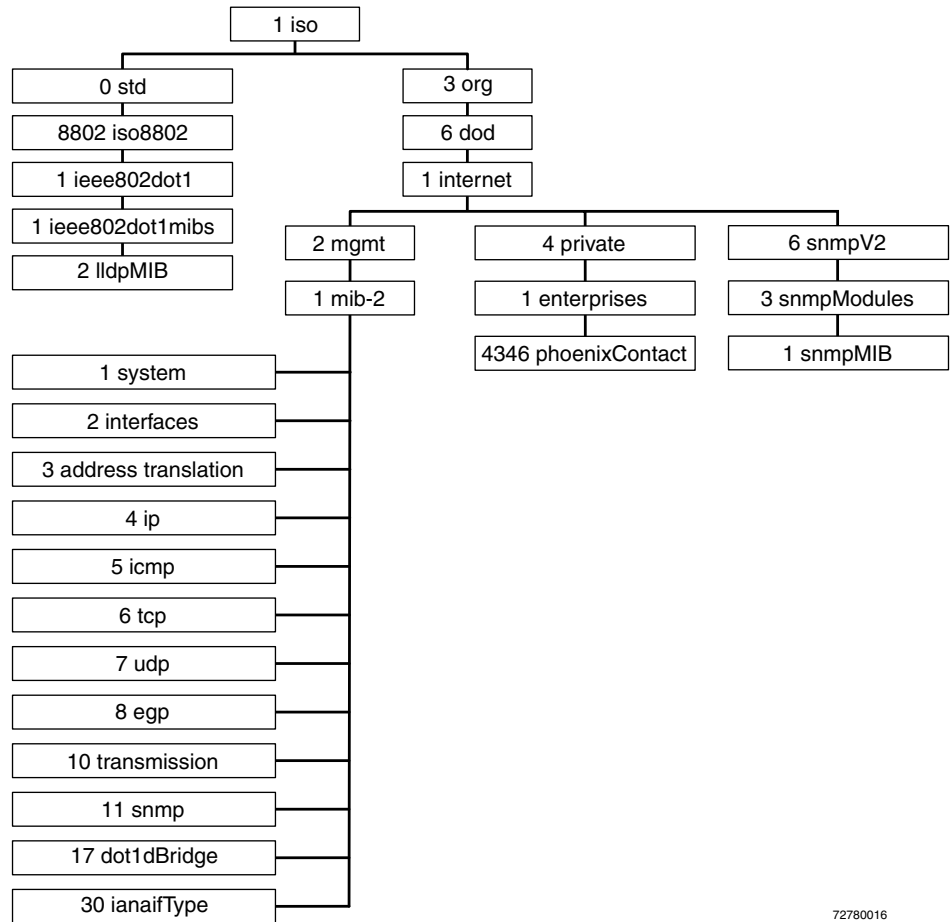 1 iso
0 std
3 org
8802 iso8802
6 dod
1 ieee802dot1
1 internet
1 ieee802dot1mibs
2 mgmt
4 private
6 snmpV2
2 lldpMIB
1 mib-2
1 enterprises
3 snmpModules
4346 phoenixContact
1 snmpMIB
1 system
2 interfaces
3 address translation
4 ip
5 icmp
6 tcp
7 udp
8 egp
10 transmission
11 snmp
17 dot1dBridge
30 ianaifType
72780016